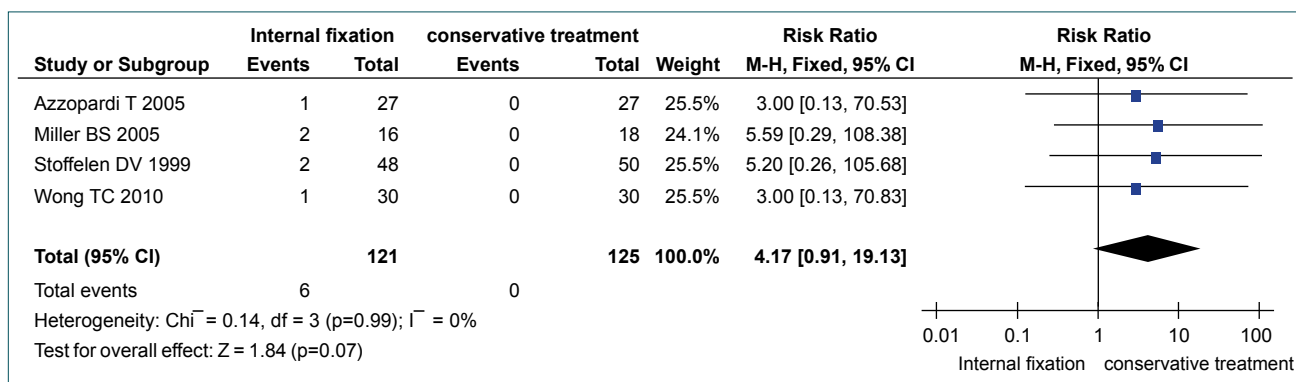 Internal fixation conservative treatment Risk Ratio Risk Ratio
Study or Subgroup Events Total Events Total Weight M-H, Fixed, 95% CI M-H, Fixed, 95% CI
Azzopardi T 2005 1 27 0 27 25.5% 3.00 [0.13, 70.53]
Miller BS 2005 2 16 0 18 24.1% 5.59 [0.29, 108.38]
Stoffelen DV 1999 2 48 0 50 25.5% 5.20 [0.26, 105.68]
Wong TC 2010 1 30 0 30 25.5% 3.00 [0.13, 70.83]
Total (95% CI) 121 125 100.0% 4.17 [0.91, 19.13]
Total events 6 0
Heterogeneity: Chi¯ = 0.14, df = 3 (p=0.99); I¯ = 0%
Test for overall effect: Z = 1.84 (p=0.07)
0.01 0.1 1 10 100
Internal fixation conservative treatment